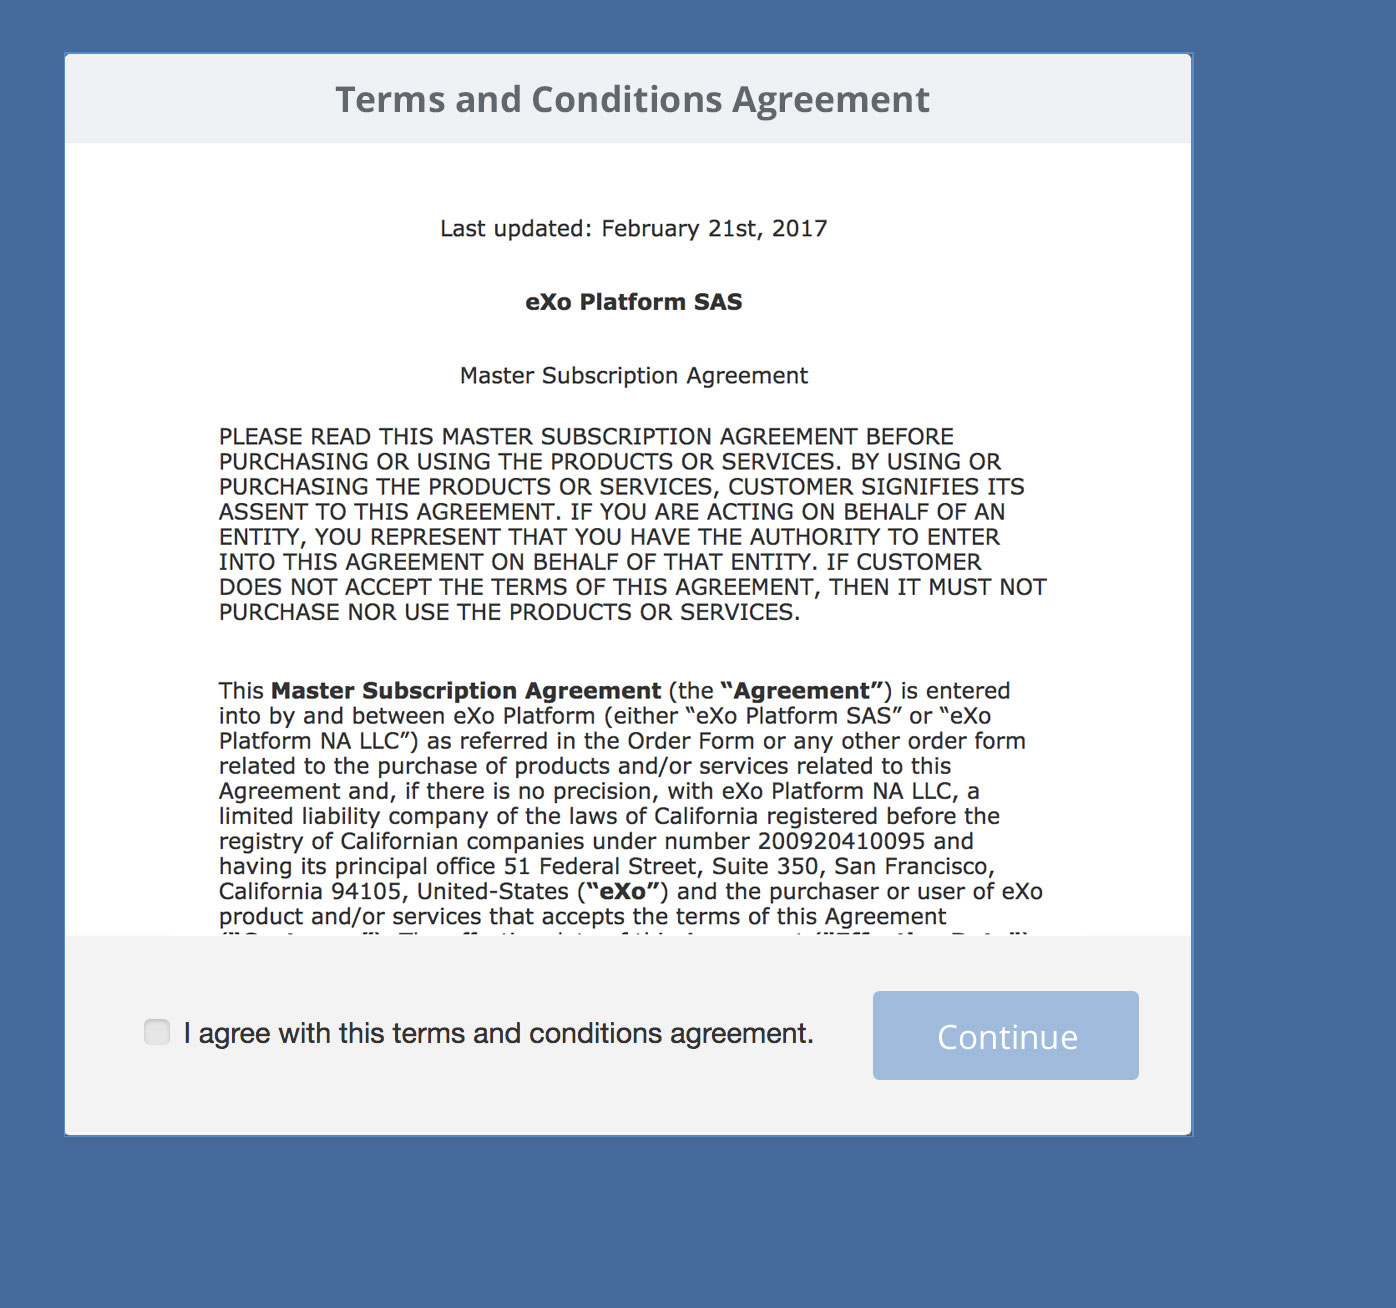 Terms and Conditions Agreement
Last updated: February 21st, 2017
eXo Platform SAS
Master Subscription Agreement
PLEASE READ THIS MASTER SUBSCRIPTION AGREEMENT BEFORE
PURCHASING OR USING THE PRODUCTS OR SERVICES. BY USING OR
PURCHASING THE PRODUCTS OR SERVICES, CUSTOMER SIGNIFIES ITS
ASSENT TO THIS AGREEMENT. IF YOU ARE ACTING ON BEHALF OF AN
ENTITY, YOU REPRESENT THAT YOU HAVE THE AUTHORITY TO ENTER
INTO THIS AGREEMENT ON BEHALF OF THAT ENTITY. IF CUSTOMER
DOES NOT ACCEPT THE TERMS OF THIS AGREEMENT, THEN IT MUST NOT
PURCHASE NOR USE THE PRODUCTS OR SERVICES.
This Master Subscription Agreement (the “Agreement”) is entered
into by and between eXo Platform (either “eXo Platform SAS” or “eXo
Platform NA LLC”) as referred in the Order Form or any other order form
related to the purchase of products and/or services related to this
Agreement and, if there is no precision, with eXo Platform NA LLC, a
limited liability company of the laws of California registered before the
registry of Californian companies under number 200920410095 and
having its principal office 51 Federal Street, Suite 350, San Francisco,
California 94105, United-States (“eXo”) and the purchaser or user of eXo
product and/or services that accepts the terms of this Agreement
I agree with this terms and conditions agreement.
Continue